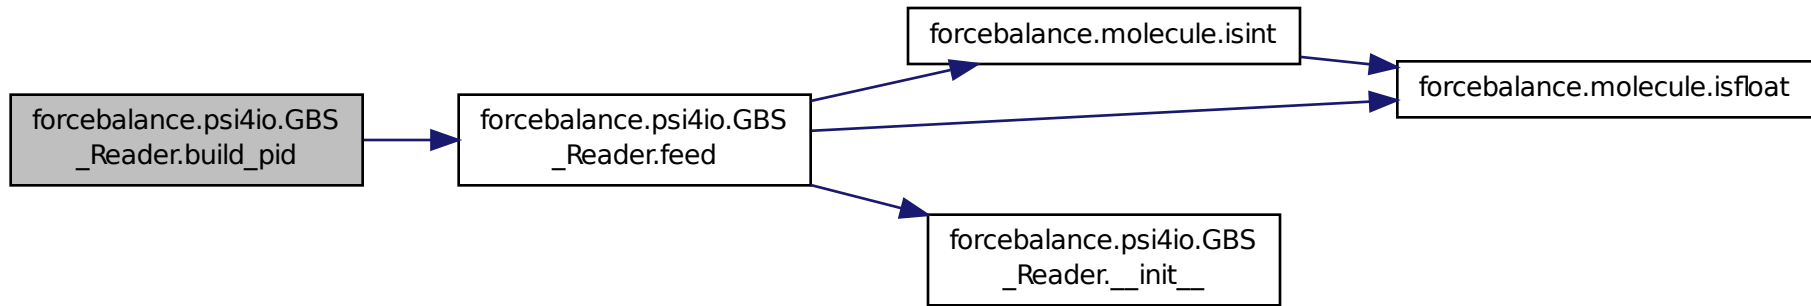 forcebalance.psi4io.GBS
_Reader.build_pid
forcebalance.psi4io.GBS
_Reader.feed
forcebalance.molecule.isint
forcebalance.molecule.isfloat
forcebalance.psi4io.GBS
_Reader.__init__